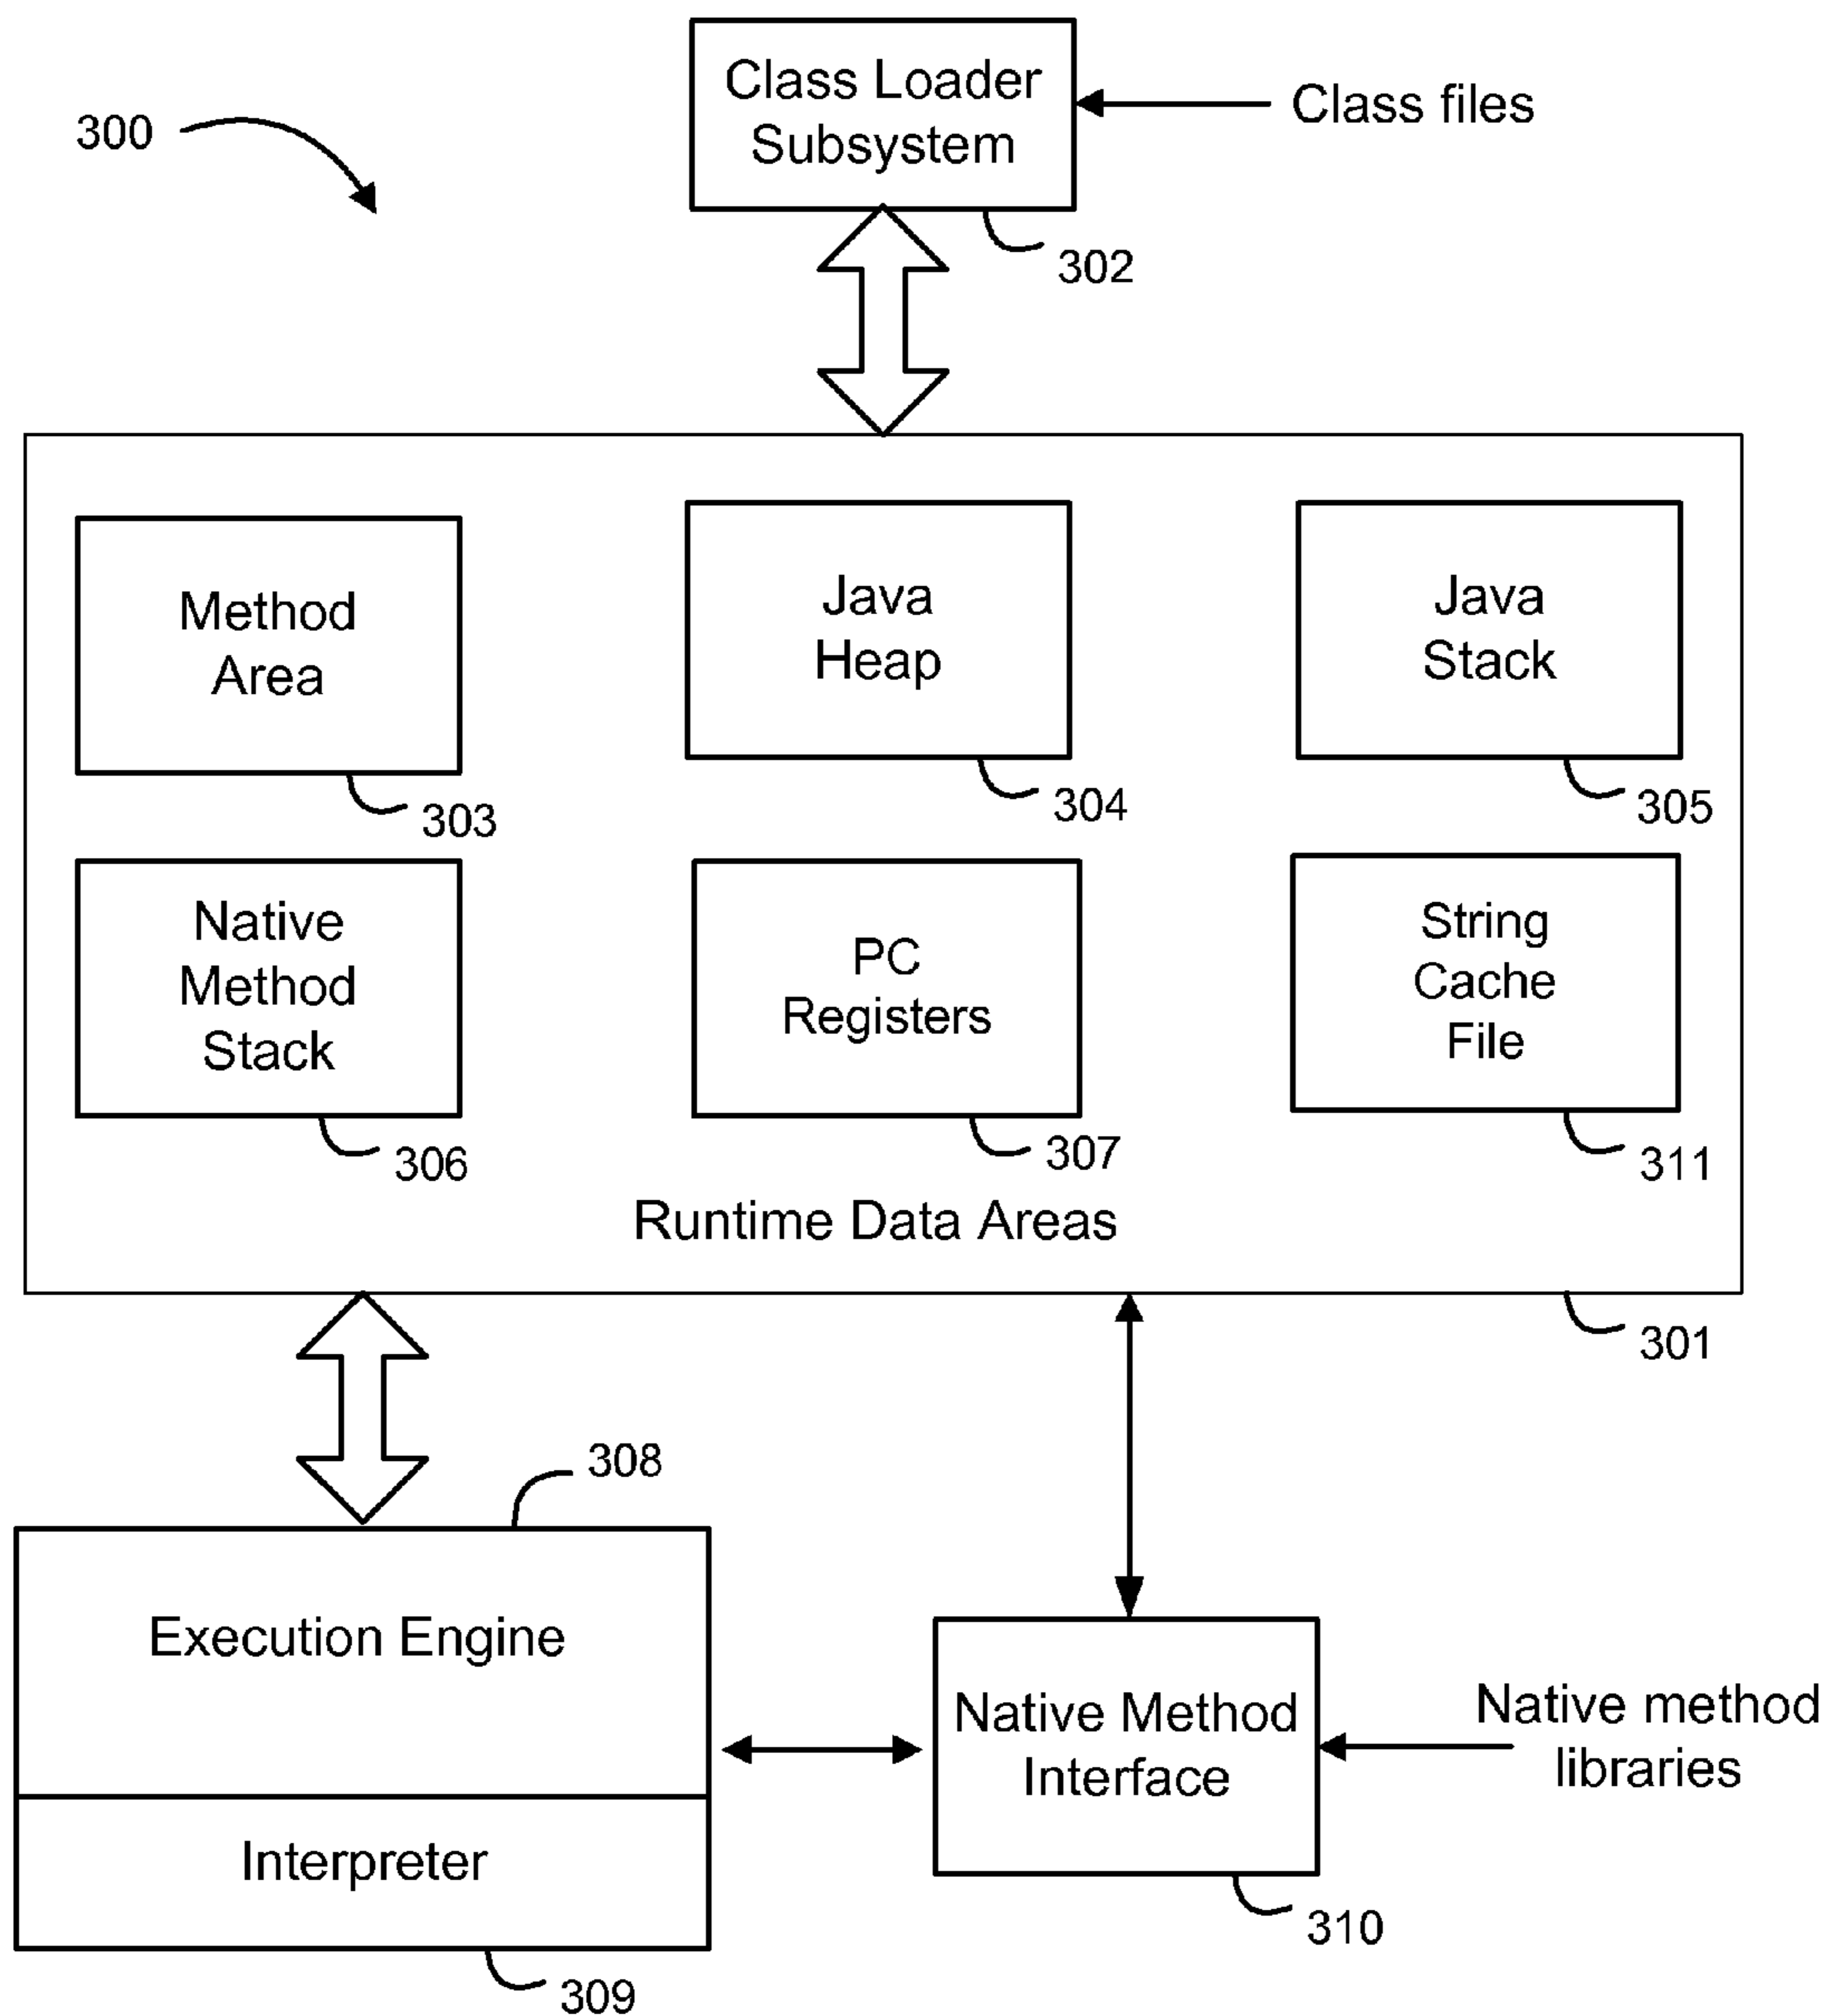 Class Loader
Subsystem
Class files
300
302
Method
Area
303
Java
Heap
304
Java
Stack
305
Native
Method
Stack
306
PC
Registers
307
String
Cache
File
311
Runtime Data Areas
301
308
Execution Engine
Interpreter
309
Native Method
Interface
310
Native method
libraries